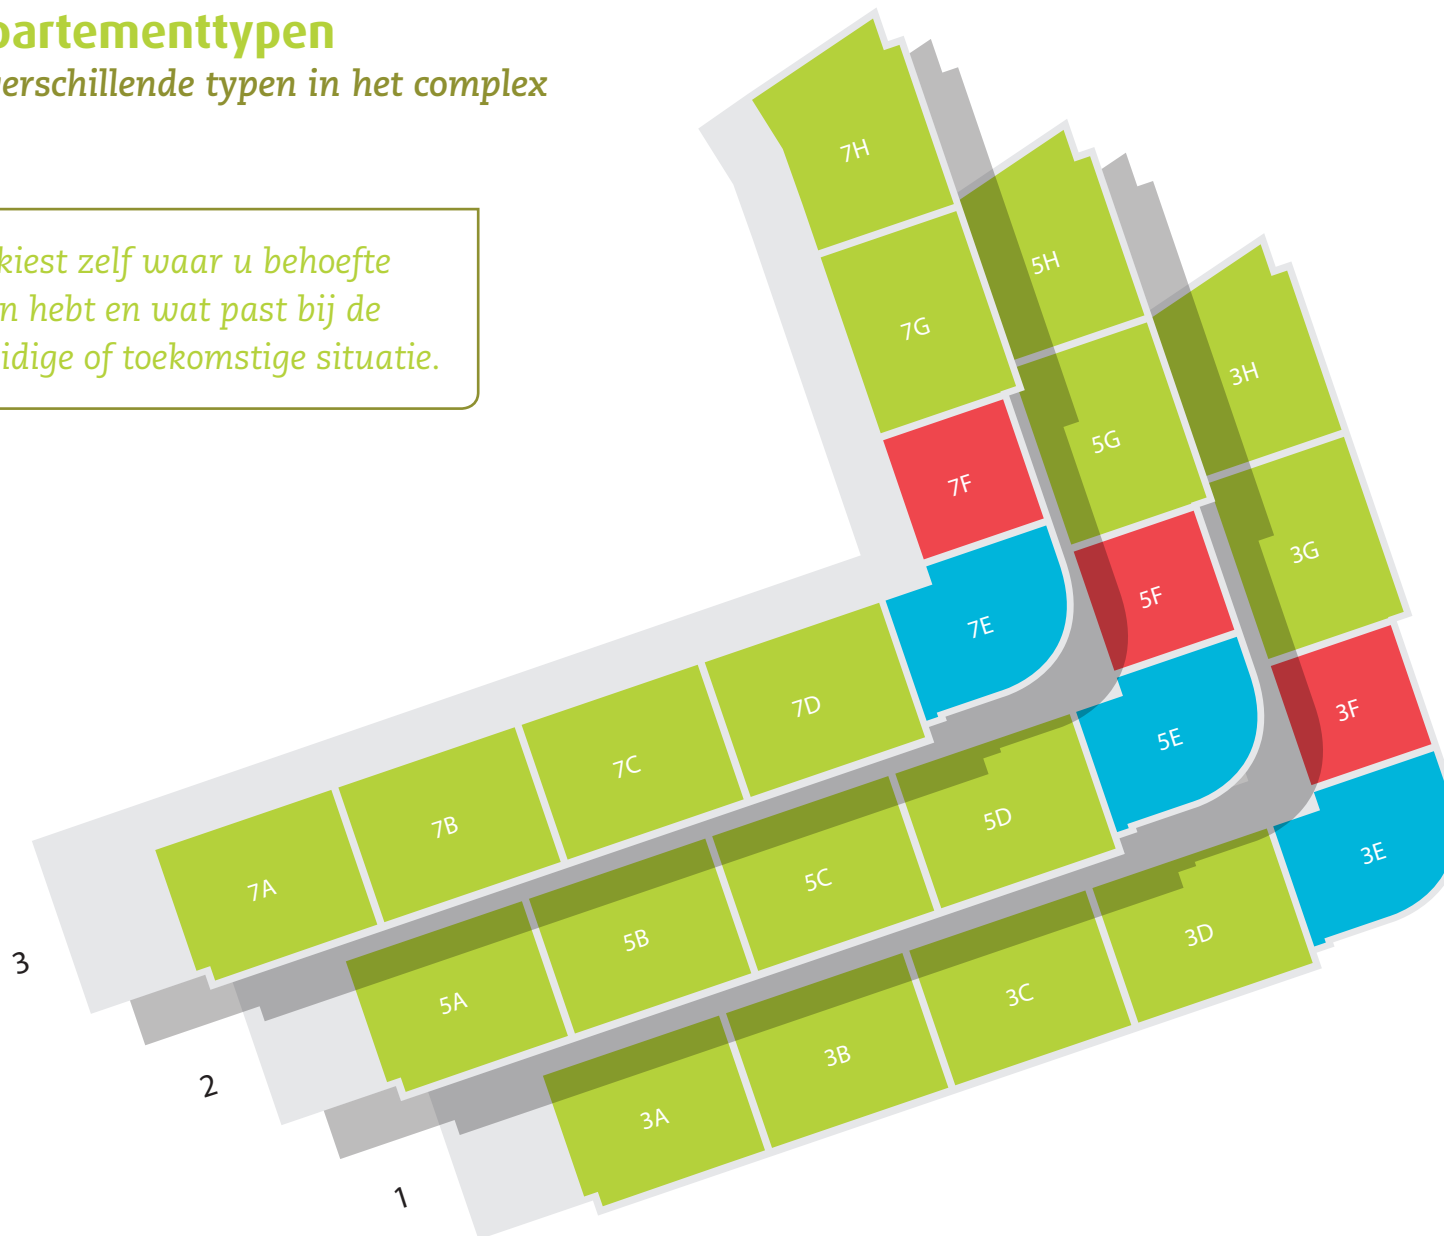 partementtypen
erschillende typen in het complex
kiest zelf waar u behoefte
n hebt en wat past bij de
idige of toekomstige situatie.
7H
5H
7G
3H
5G
7F
3G
5F
7E
3F
7D
5E
7C
5D
7B
3E
5C
7A
3D
5B
3
3C
5A
3B
2
3A
1